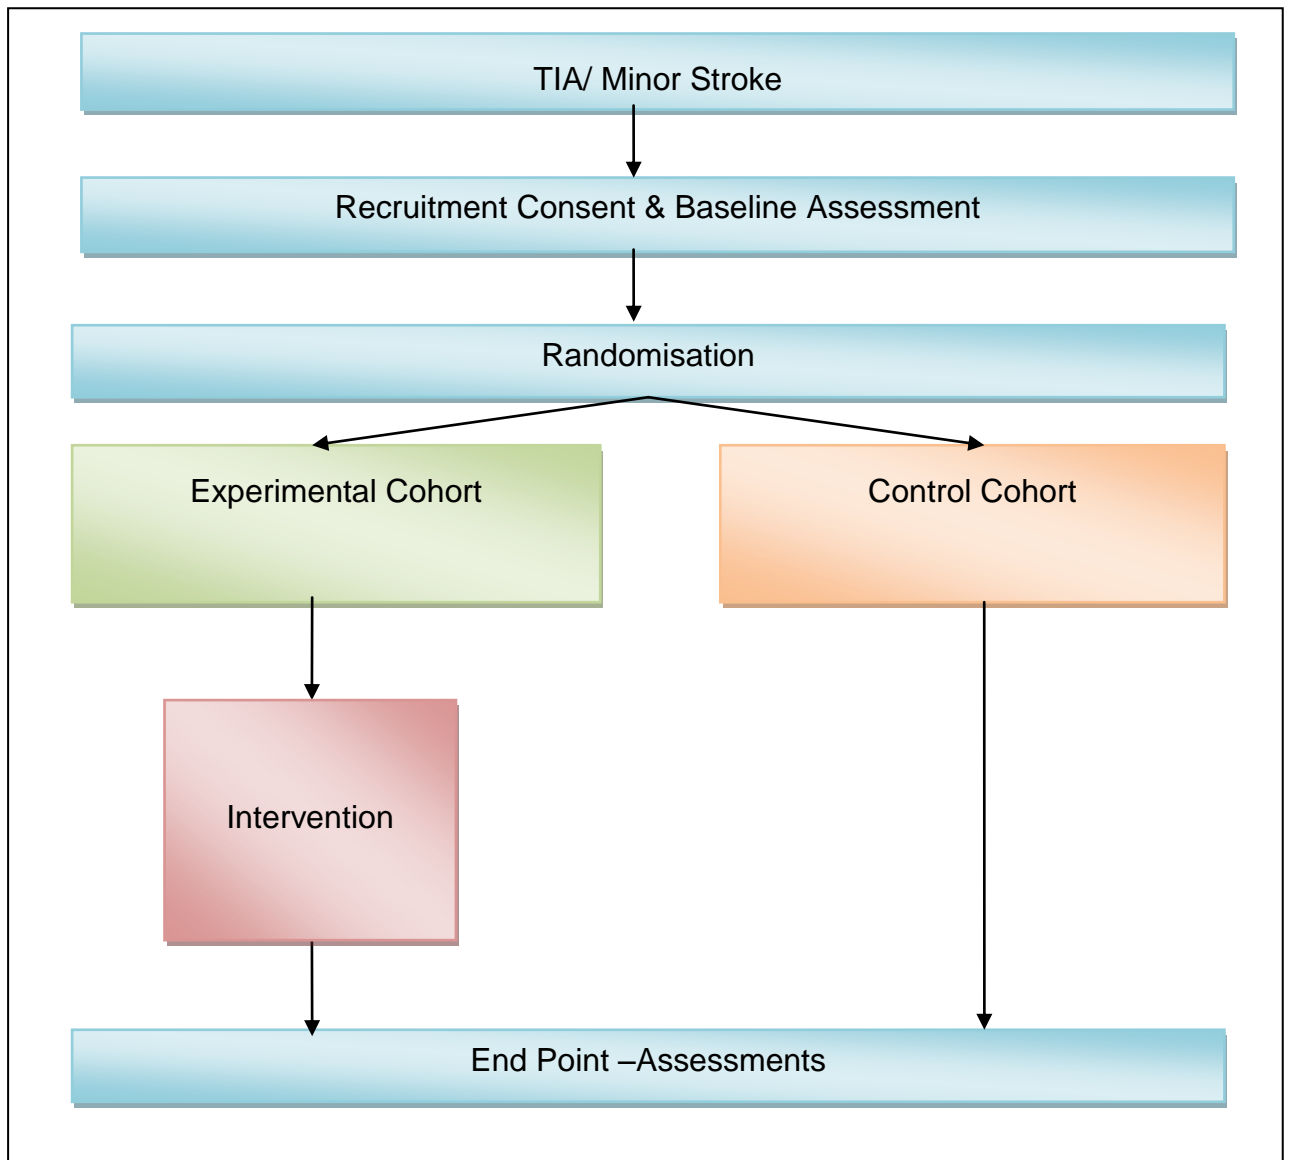 TIA/ Minor Stroke
Recruitment Consent & Baseline Assessment
Randomisation
Experimental Cohort
Control Cohort
Intervention
End Point –Assessments